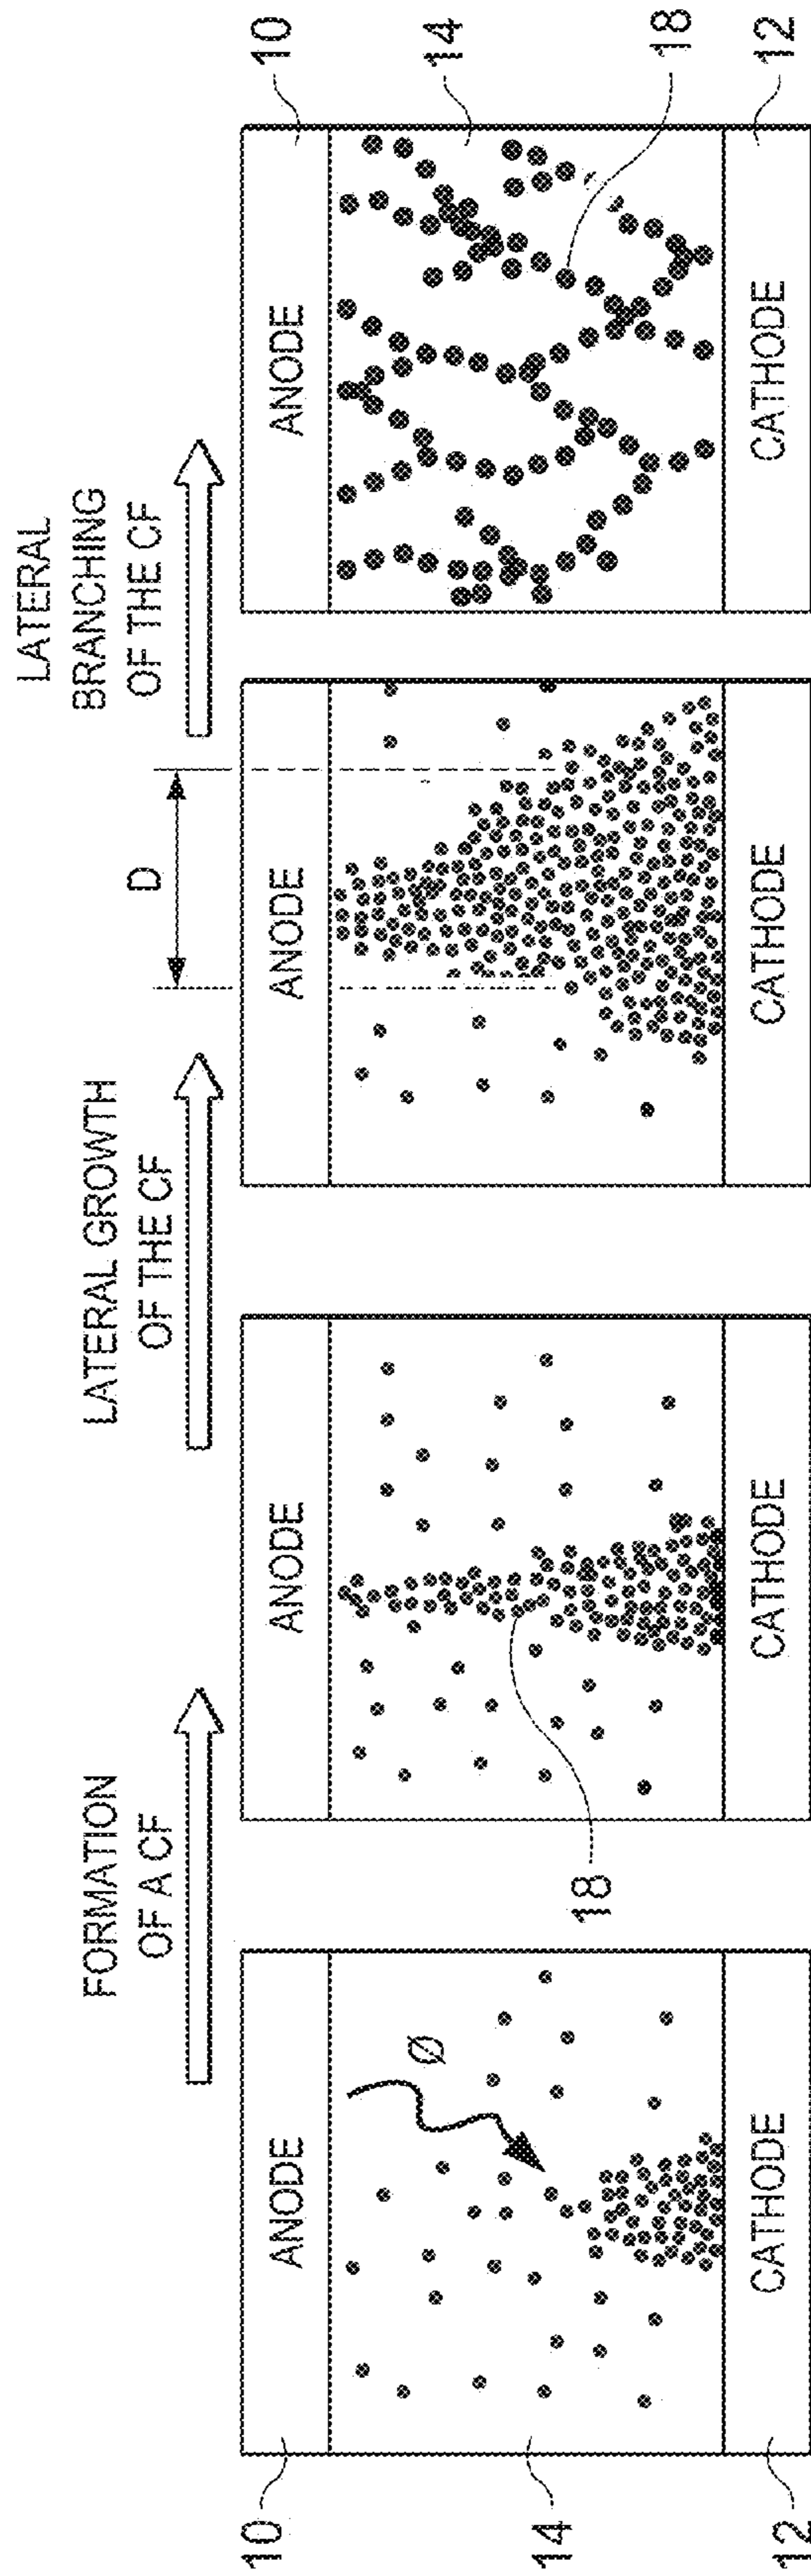 FORMATION
OF A CF
LATERAL GROWTH
OF THE CF
LATERAL
BRANCHING
OF THE CF
D
10
ANODE
ANODE
ANODE
ANODE
10
14
Ø
18
14
18
12
CATHODE
CATHODE
CATHODE
CATHODE
12